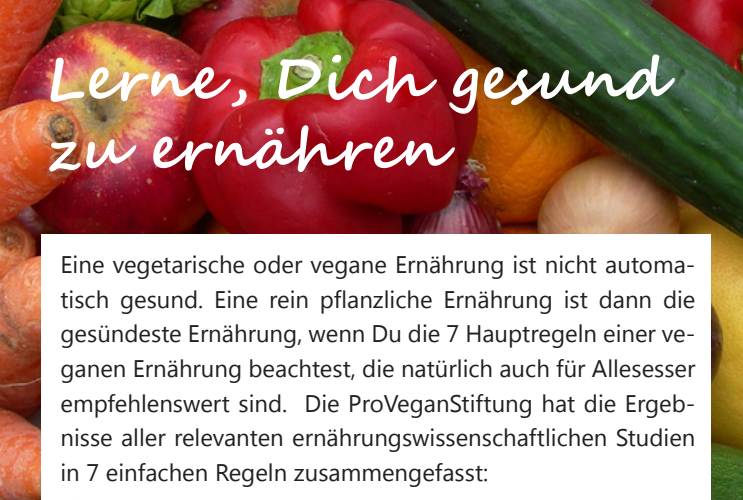 Lerne, Dich gesund
zu ernähren
Eine vegetarische oder vegane Ernährung ist nicht automa-
tisch gesund. Eine rein pflanzliche Ernährung ist dann die
gesündeste Ernährung, wenn Du die 7 Hauptregeln einer ve-
ganen Ernährung beachtest, die natürlich auch für Allesesser
empfehlenswert sind.  Die ProVeganStiftung hat die Ergeb-
nisse aller relevanten ernährungswissenschaftlichen Studien
in 7 einfachen Regeln zusammengefasst: